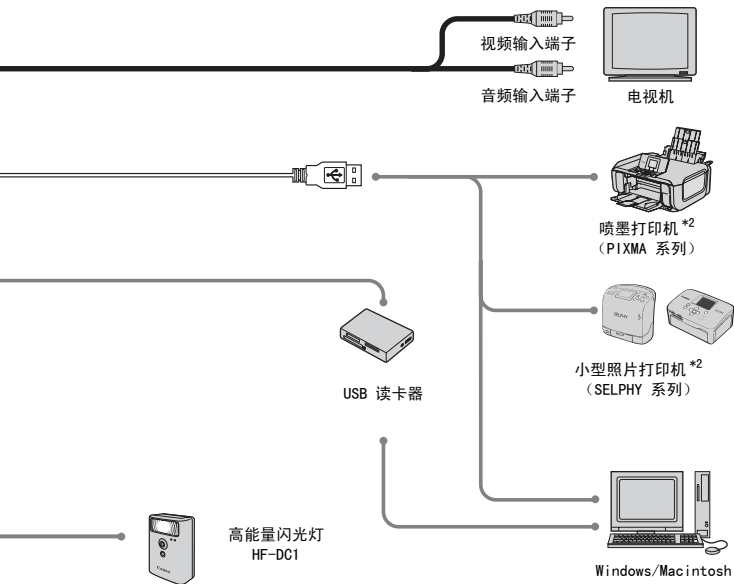 视频输入端子
音频输入端子
电视机
喷墨打印机*2
（PIXMA 系列）
SELPHY
小型照片打印机*2
（SELPHY 系列）
USB 读卡器
高能量闪光灯
HF-DC1
Canon
Windows/Macintosh